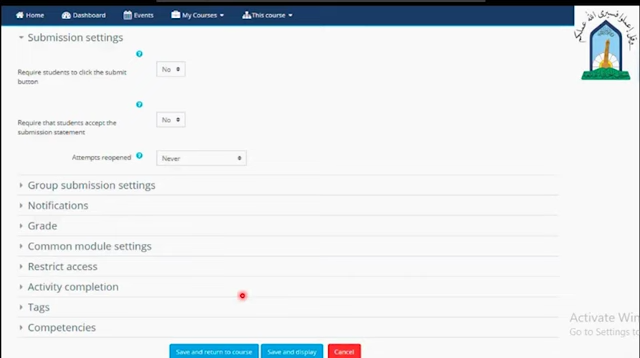 Home Dashboard Events My Courses This course
Submission settings
Require students to click the submit button
No
Require that students accept the submission statement
No
Attempts reopened
Never
Group submission settings
Notifications
Grade
Common module settings
Restrict access
Activity completion
Tags
Competencies
Save and return to course Save and display Cancel
Activate Win
Go to Settings to